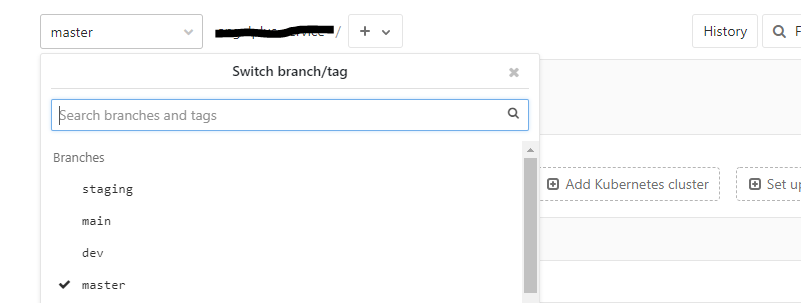 master
/
+
History
F
Switch branch/tag
Search branches and tags
Branches
staging
main
dev
master
Add Kubernetes cluster
Set up